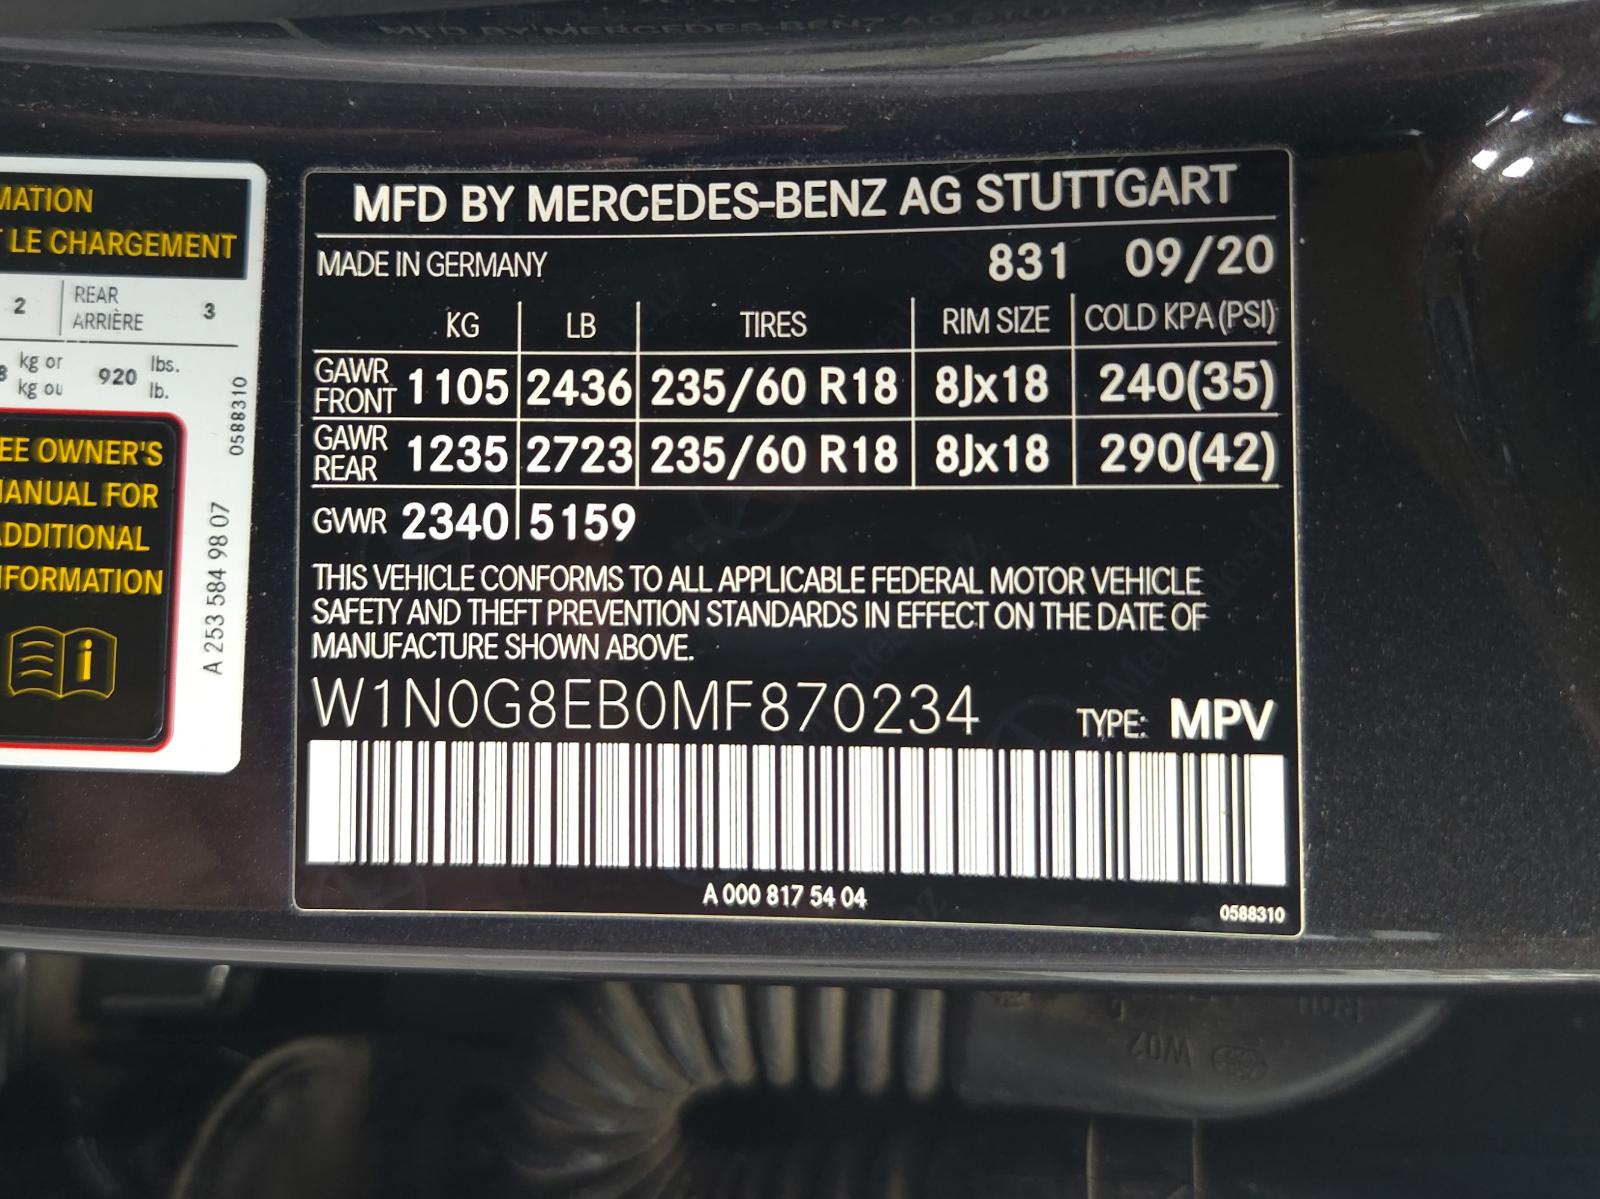 MATION
LE CHARGEMENT
2 REAR ARRIÈRE 3
kg or
kg ou
920
lbs.
lb.
0588310
EE OWNER'S
ANUAL FOR
DDITIONAL
FORMATION
A 253 584 98 07
MFD BY MERCEDES-BENZ AG STUTTGART
MADE IN GERMANY 831 09/20
KG LB TIRES RIM SIZE COLD KPA(PSI)
GAWR FRONT 1105 2436 235/60 R18 8Jx18 240(35)
GAWR REAR 1235 2723 235/60 R18 8Jx18 290(42)
GVWR 2340 5159
THIS VEHICLE CONFORMS TO ALL APPLICABLE FEDERAL MOTOR VEHICLE
SAFETY AND THEFT PREVENTION STANDARDS IN EFFECT ON THE DATE OF
MANUFACTURE SHOWN ABOVE.
W1N0G8EB0MF870234 TYPE: MPV
A 000 817 54 04
0588310
W02